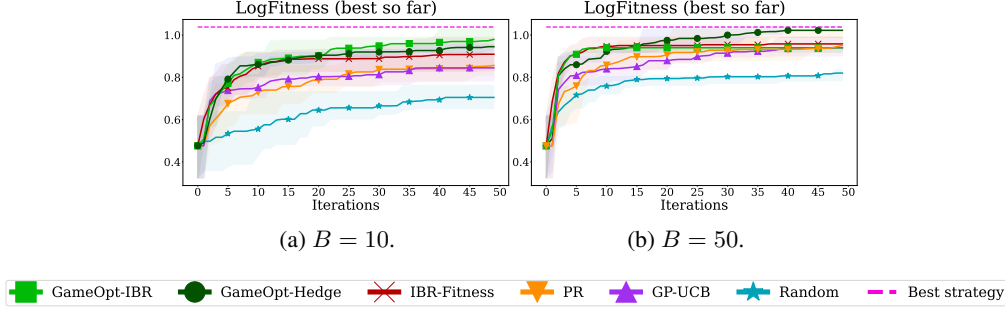 LogFitness (best so far)
1.0
0.8
0.6
0.4
0 5 10 15 20 25 30 35 40 45 50
Iterations
(a) B = 10.
LogFitness (best so far)
1.0
0.8
0.6
0.4
0 5 10 15 20 25 30 35 40 45 50
Iterations
(b) B = 50.
GameOpt-IBR GameOpt-Hedge IBR-Fitness PR GP-UCB Random Best strategy